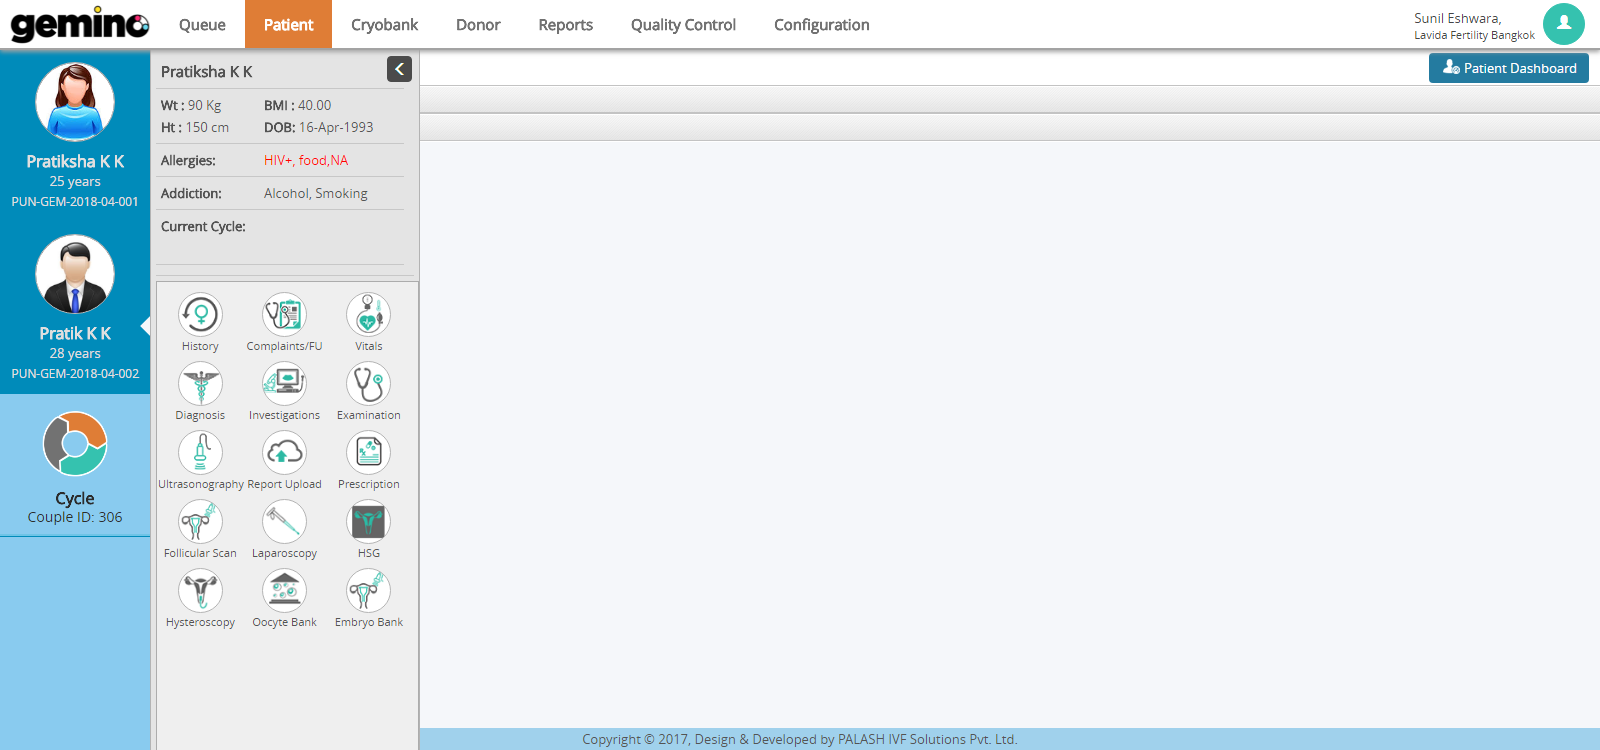 gemino
Queue Patient Cryobank Donor Reports Quality Control Configuration
Sunil Eshwara,
Lavida Fertility Bangkok
Patient Dashboard
Pratiksha K K
25 years
PUN-GEM-2018-04-001
Pratik K K
28 years
PUN-GEM-2018-04-002
Cycle
Couple ID: 306
Pratiksha K K
Wt : 90 Kg BMI : 40.00
Ht : 150 cm DOB: 16-Apr-1993
Allergies: HIV+, food,NA
Addiction: Alcohol, Smoking
Current Cycle:
History Complaints/FU Vitals
Diagnosis Investigations Examination
Ultrasonography Report Upload Prescription
Follicular Scan Laparoscopy HSG
Hysteroscopy Oocyte Bank Embryo Bank
Copyright © 2017, Design & Developed by PALASH IVF Solutions Pvt. Ltd.